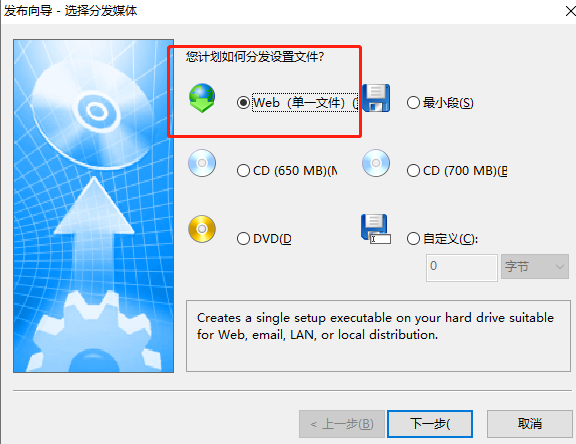 发布向导 - 选择分发媒体
您计划如何分发设置文件?
Web（单一文件）(
最小段(S)
CD (650 MB)(
CD (700 MB)(
DVD(D
自定义(C):
0
字节
Creates a single setup executable on your hard drive suitable
for Web, email, LAN, or local distribution.
< 上一步(B)
下一步(
取消